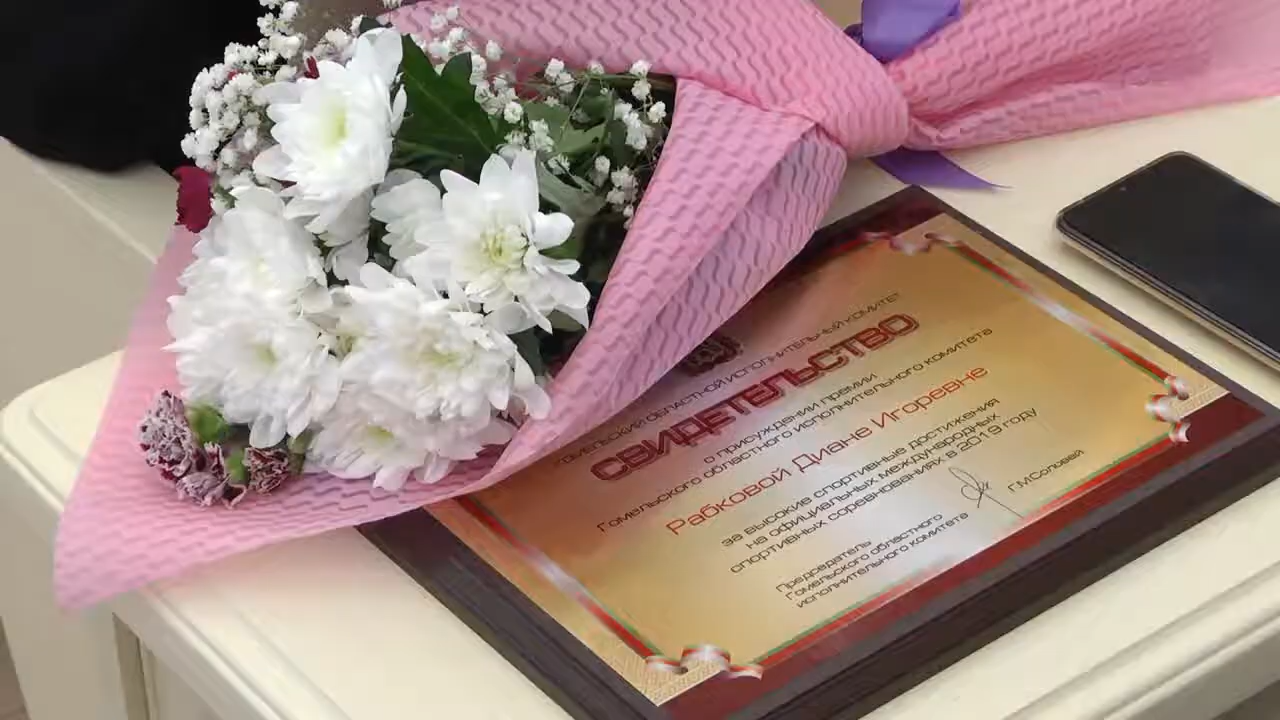 ГОМЕЛЬСКИЙ ОБЛАСТНОЙ ИСПОЛНИТЕЛЬНЫЙ КОМИТЕТ
СВИДЕТЕЛЬСТВО
о присуждении премии
Гомельского областного исполнительного комитета
Рабковой Диане Игоревне
за высокие спортивные достижения
на официальных международных
спортивных соревнованиях в 2019 году
Председатель
Гомельского областного
исполнительного комитета
Г.М.Соловей